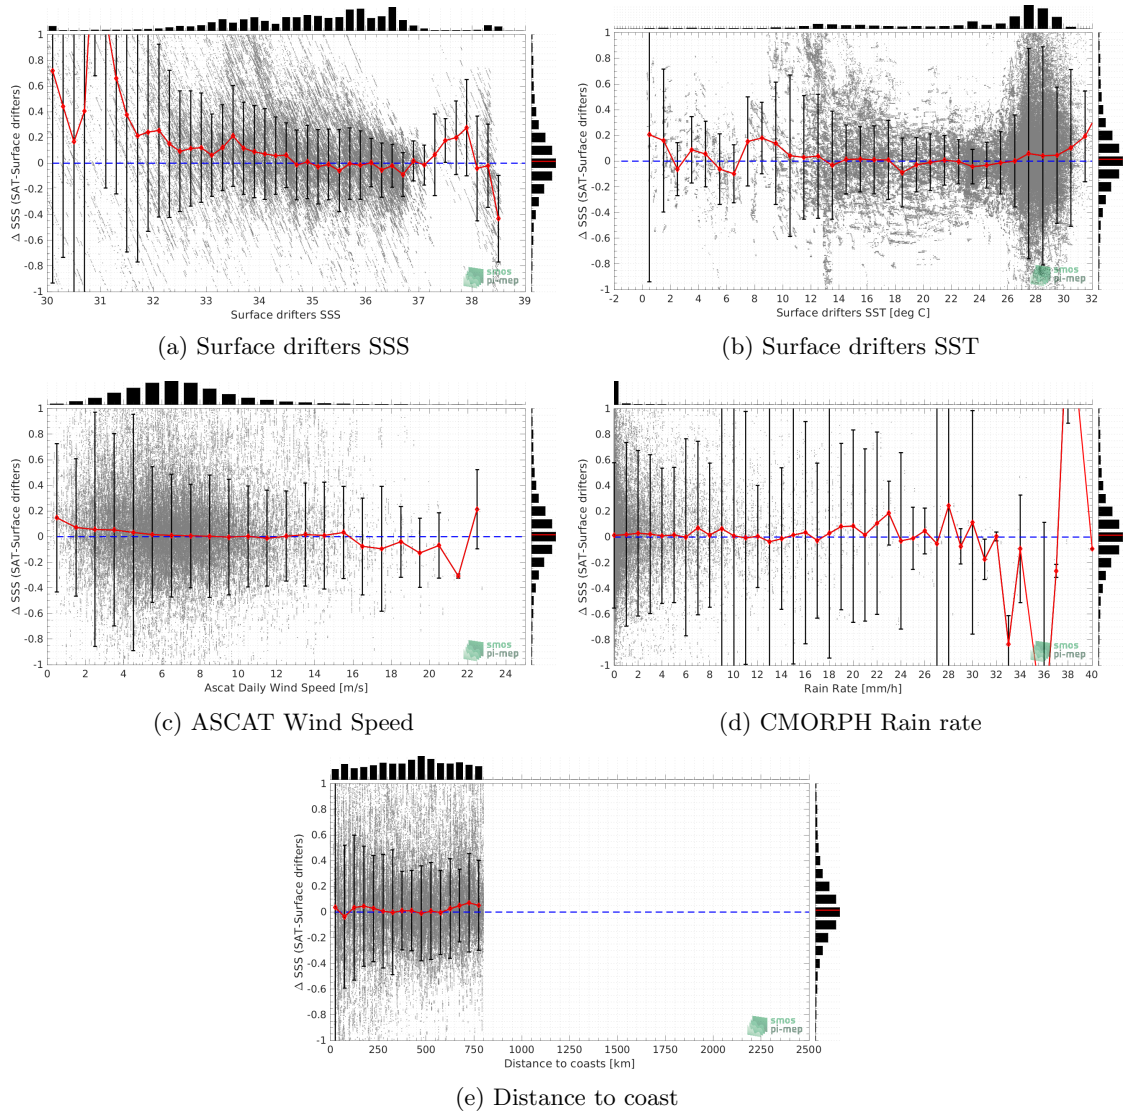 1
0.8
0.6
0.4
0.2
0
-0.2
-0.4
-0.6
-0.8
-1
Δ SSS (SAT-Surface drifters)
30 31 32 33 34 35 36 37 38 39
Surface drifters SSS
smos
pi-mep
(a) Surface drifters SSS
1
0.8
0.6
0.4
0.2
0
-0.2
-0.4
-0.6
-0.8
-1
Δ SSS (SAT-Surface drifters)
-2 0 2 4 6 8 10 12 14 16 18 20 22 24 26 28 30 32
Surface drifters SST [deg C]
smos
pi-mep
(b) Surface drifters SST
1
0.8
0.6
0.4
0.2
0
-0.2
-0.4
-0.6
-0.8
-1
Δ SSS (SAT-Surface drifters)
0 2 4 6 8 10 12 14 16 18 20 22 24
Ascat Daily Wind Speed [m/s]
smos
pi-mep
(c) ASCAT Wind Speed
1
0.8
0.6
0.4
0.2
0
-0.2
-0.4
-0.6
-0.8
-1
Δ SSS (SAT-Surface drifters)
0 2 4 6 8 10 12 14 16 18 20 22 24 26 28 30 32 34 36 38 40
Rain Rate [mm/h]
smos
pi-mep
(d) CMORPH Rain rate
1
0.8
0.6
0.4
0.2
0
-0.2
-0.4
-0.6
-0.8
-1
Δ SSS (SAT-Surface drifters)
0 250 500 750 1000 1250 1500 1750 2000 2250 2500
Distance to coasts [km]
smos
pi-mep
(e) Distance to coast